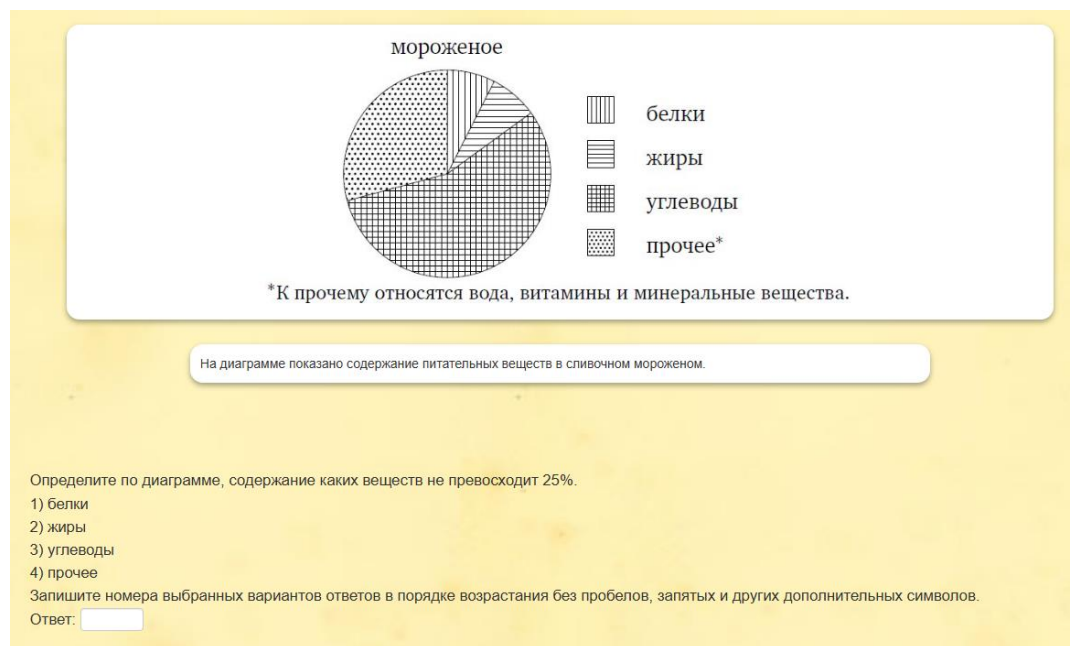 мороженое
белки
жиры
углеводы
прочее*
*К прочему относятся вода, витамины и минеральные вещества.
На диаграмме показано содержание питательных веществ в сливочном мороженом.
Определите по диаграмме, содержание каких веществ не превосходит 25%.
1) белки
2) жиры
3) углеводы
4) прочее
Запишите номера выбранных вариантов ответов в порядке возрастания без пробелов, запятых и других дополнительных символов.
Ответ: